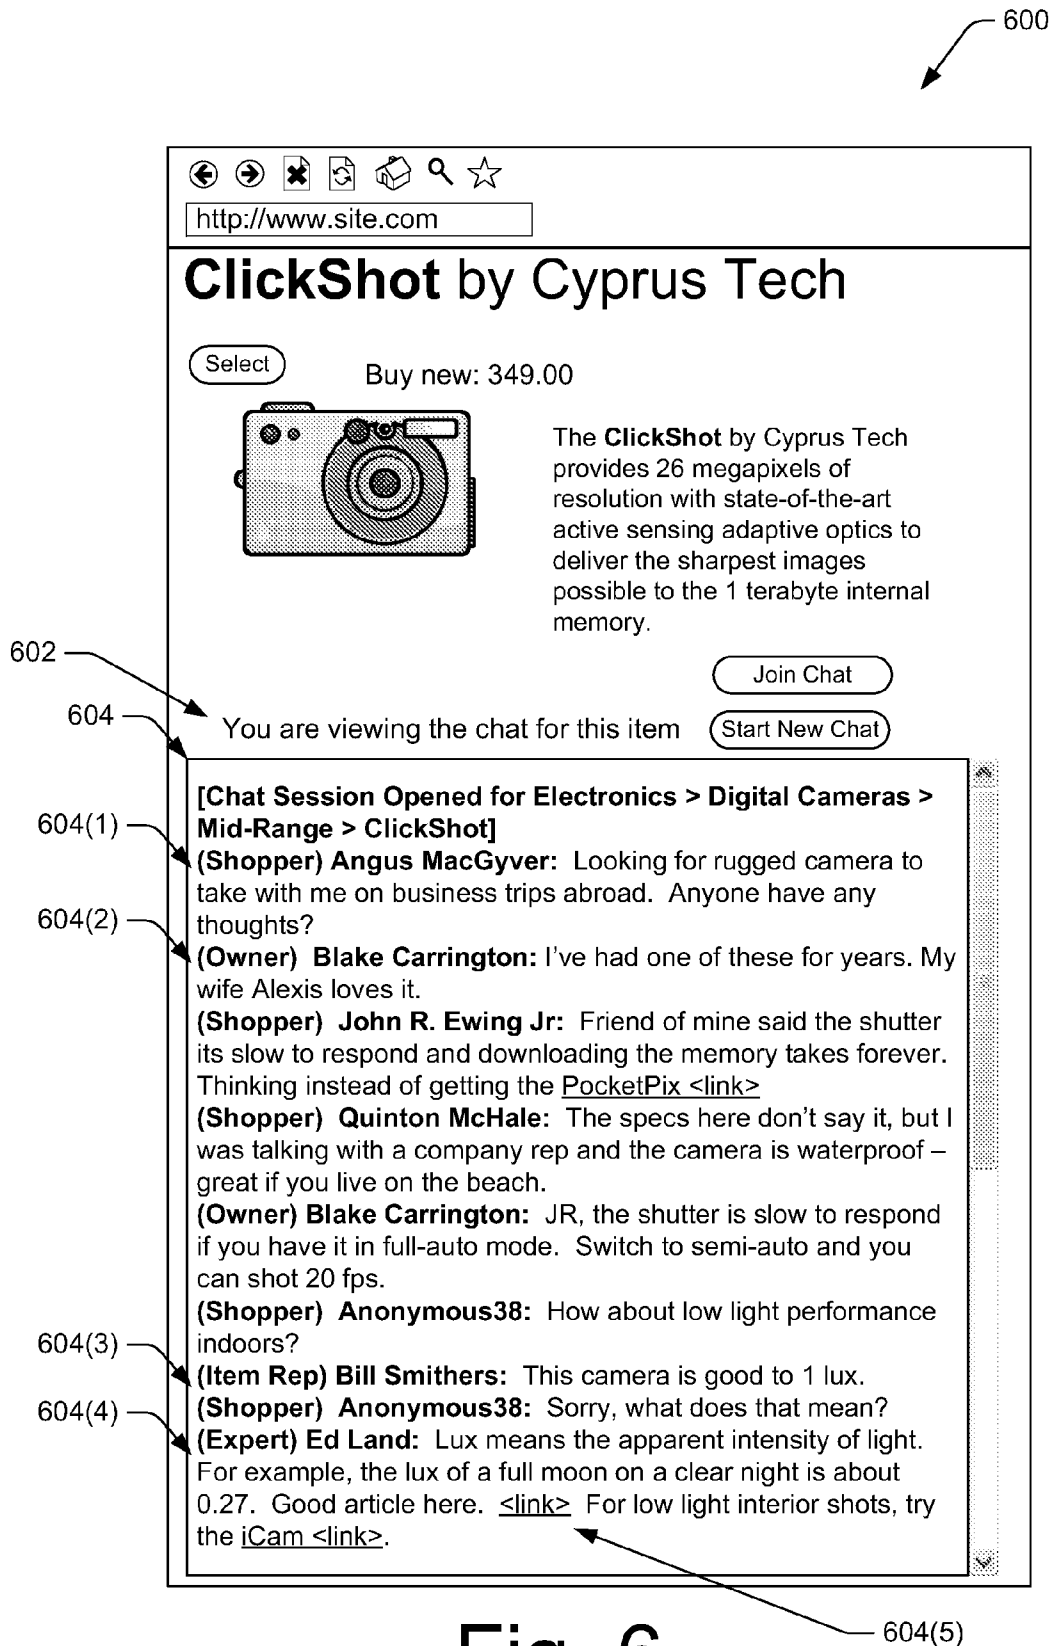 600
http://www.site.com
ClickShot by Cyprus Tech
Select
Buy new: 349.00
The ClickShot by Cyprus Tech
provides 26 megapixels of
resolution with state-of-the-art
active sensing adaptive optics to
deliver the sharpest images
possible to the 1 terabyte internal
memory.
602
Join Chat
604
You are viewing the chat for this item
Start New Chat
[Chat Session Opened for Electronics > Digital Cameras >
604(1)
Mid-Range > ClickShot]
(Shopper) Angus MacGyver: Looking for rugged camera to
take with me on business trips abroad. Anyone have any
604(2)
thoughts?
(Owner) Blake Carrington: I've had one of these for years. My
wife Alexis loves it.
(Shopper) John R. Ewing Jr: Friend of mine said the shutter
its slow to respond and downloading the memory takes forever.
Thinking instead of getting the PocketPix <link>
(Shopper) Quinton McHale: The specs here don't say it, but I
was talking with a company rep and the camera is waterproof –
great if you live on the beach.
(Owner) Blake Carrington: JR, the shutter is slow to respond
if you have it in full-auto mode. Switch to semi-auto and you
can shot 20 fps.
(Shopper) Anonymous38: How about low light performance
604(3)
indoors?
(Item Rep) Bill Smithers: This camera is good to 1 lux.
604(4)
(Shopper) Anonymous38: Sorry, what does that mean?
(Expert) Ed Land: Lux means the apparent intensity of light.
For example, the lux of a full moon on a clear night is about
0.27. Good article here. <link> For low light interior shots, try
the iCam <link>.
604(5)
Fig. 6